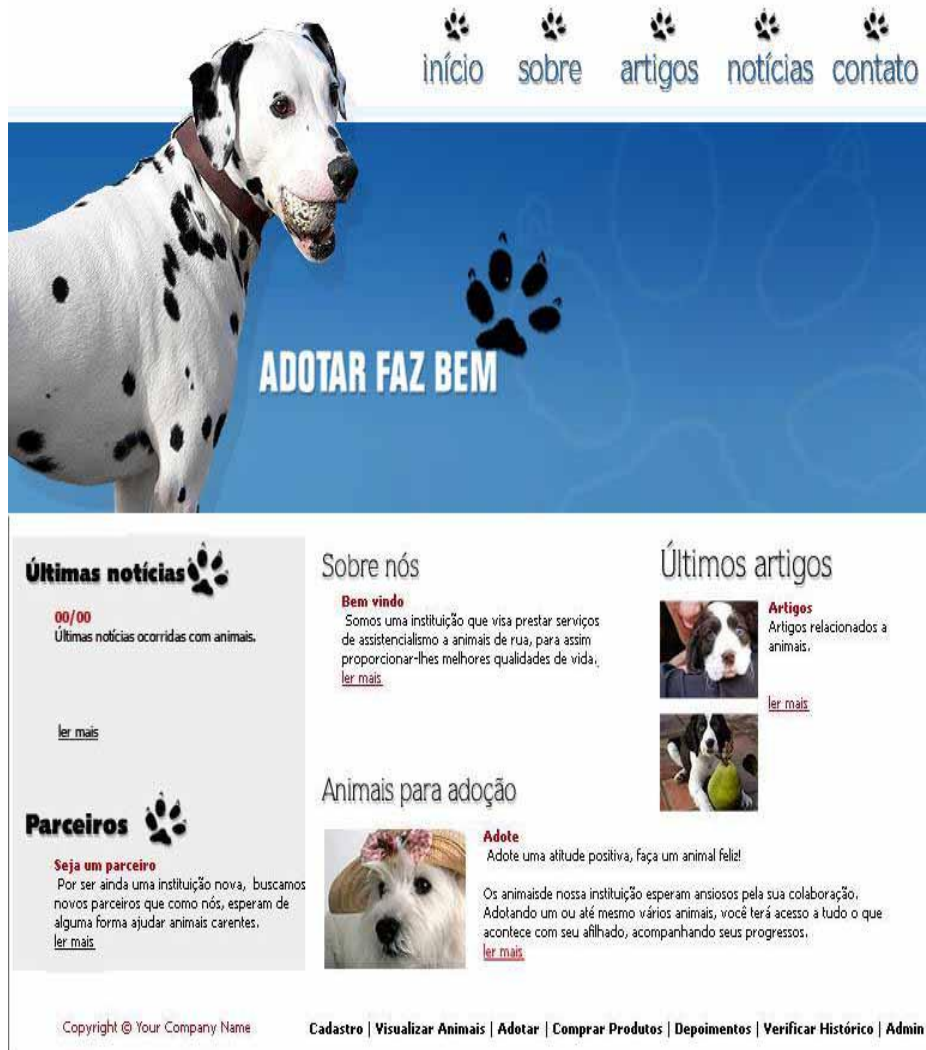 início sobre artigos notícias contato
ADOTAR FAZ BEM
Últimas notícias
00/00
Últimas notícias ocorridas com animais.
ler mais
Parceiros
Seja um parceiro
Por ser ainda uma instituição nova, buscamos
novos parceiros que como nós, esperam de
alguma forma ajudar animais carentes.
ler mais
Sobre nós
Bem vindo
Somos uma instituição que visa prestar serviços
de assistencialismo a animais de rua, para assim
proporcionar-lhes melhores qualidades de vida.
ler mais
Últimos artigos
Artigos
Artigos relacionados a
animais.
ler mais
Animais para adoção
Adote
Adote uma atitude positiva, faça um animal feliz!
Os animaisde nossa instituição esperam ansiosos pela sua colaboração.
Adotando um ou até mesmo vários animais, você terá acesso a tudo o que
acontece com seu afilhado, acompanhando seus progressos.
ler mais
Copyright © Your Company Name
Cadastro | Visualizar Animais | Adotar | Comprar Produtos | Depoimentos | Verificar Histórico | Admin